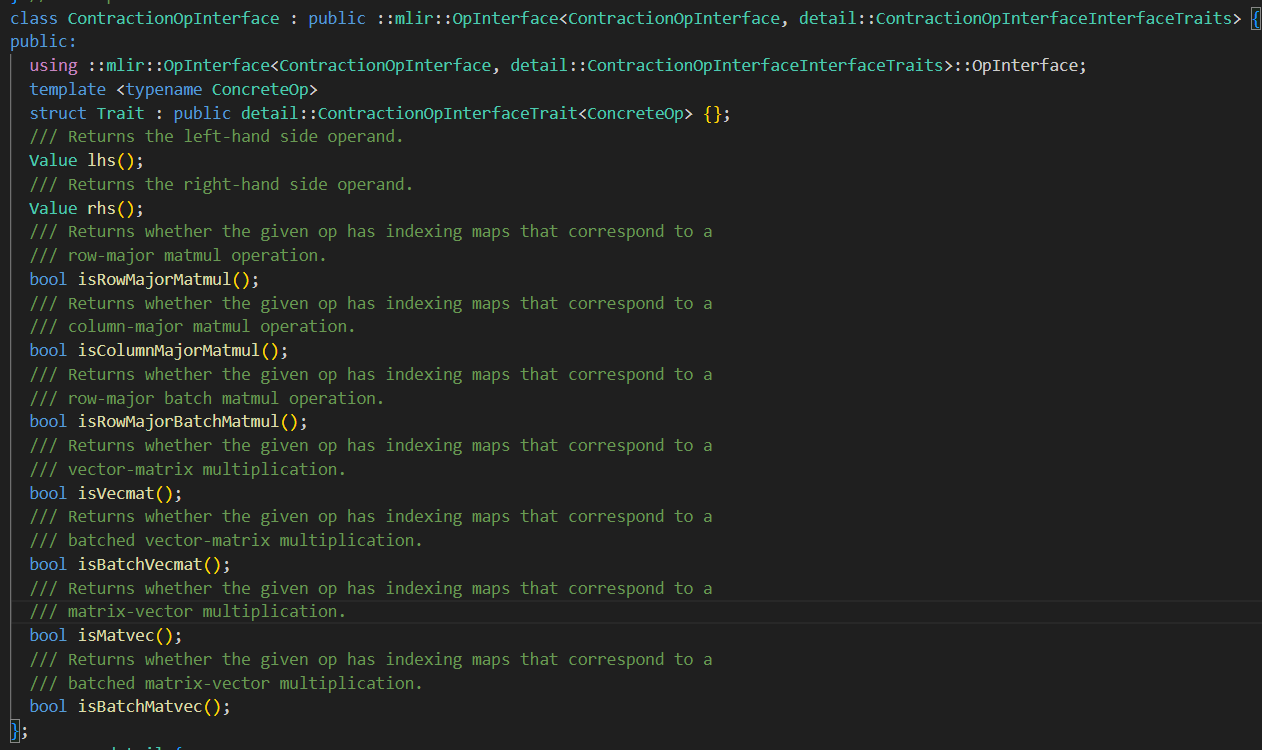 class ContractionOpInterface : public ::mlir::OpInterface<ContractionOpInterface, detail::ContractionOpInterfaceInterfaceTraits> {
public:
  using ::mlir::OpInterface<ContractionOpInterface, detail::ContractionOpInterfaceInterfaceTraits>::OpInterface;
  template <typename ConcreteOp>
  struct Trait : public detail::ContractionOpInterfaceTrait<ConcreteOp> {};
  /// Returns the left-hand side operand.
  Value lhs();
  /// Returns the right-hand side operand.
  Value rhs();
  /// Returns whether the given op has indexing maps that correspond to a
  /// row-major matmul operation.
  bool isRowMajorMatmul();
  /// Returns whether the given op has indexing maps that correspond to a
  /// column-major matmul operation.
  bool isColumnMajorMatmul();
  /// Returns whether the given op has indexing maps that correspond to a
  /// row-major batch matmul operation.
  bool isRowMajorBatchMatmul();
  /// Returns whether the given op has indexing maps that correspond to a
  /// vector-matrix multiplication.
  bool isVecmat();
  /// Returns whether the given op has indexing maps that correspond to a
  /// batched vector-matrix multiplication.
  bool isBatchVecmat();
  /// Returns whether the given op has indexing maps that correspond to a
  /// matrix-vector multiplication.
  bool isMatvec();
  /// Returns whether the given op has indexing maps that correspond to a
  /// batched matrix-vector multiplication.
  bool isBatchMatvec();
};